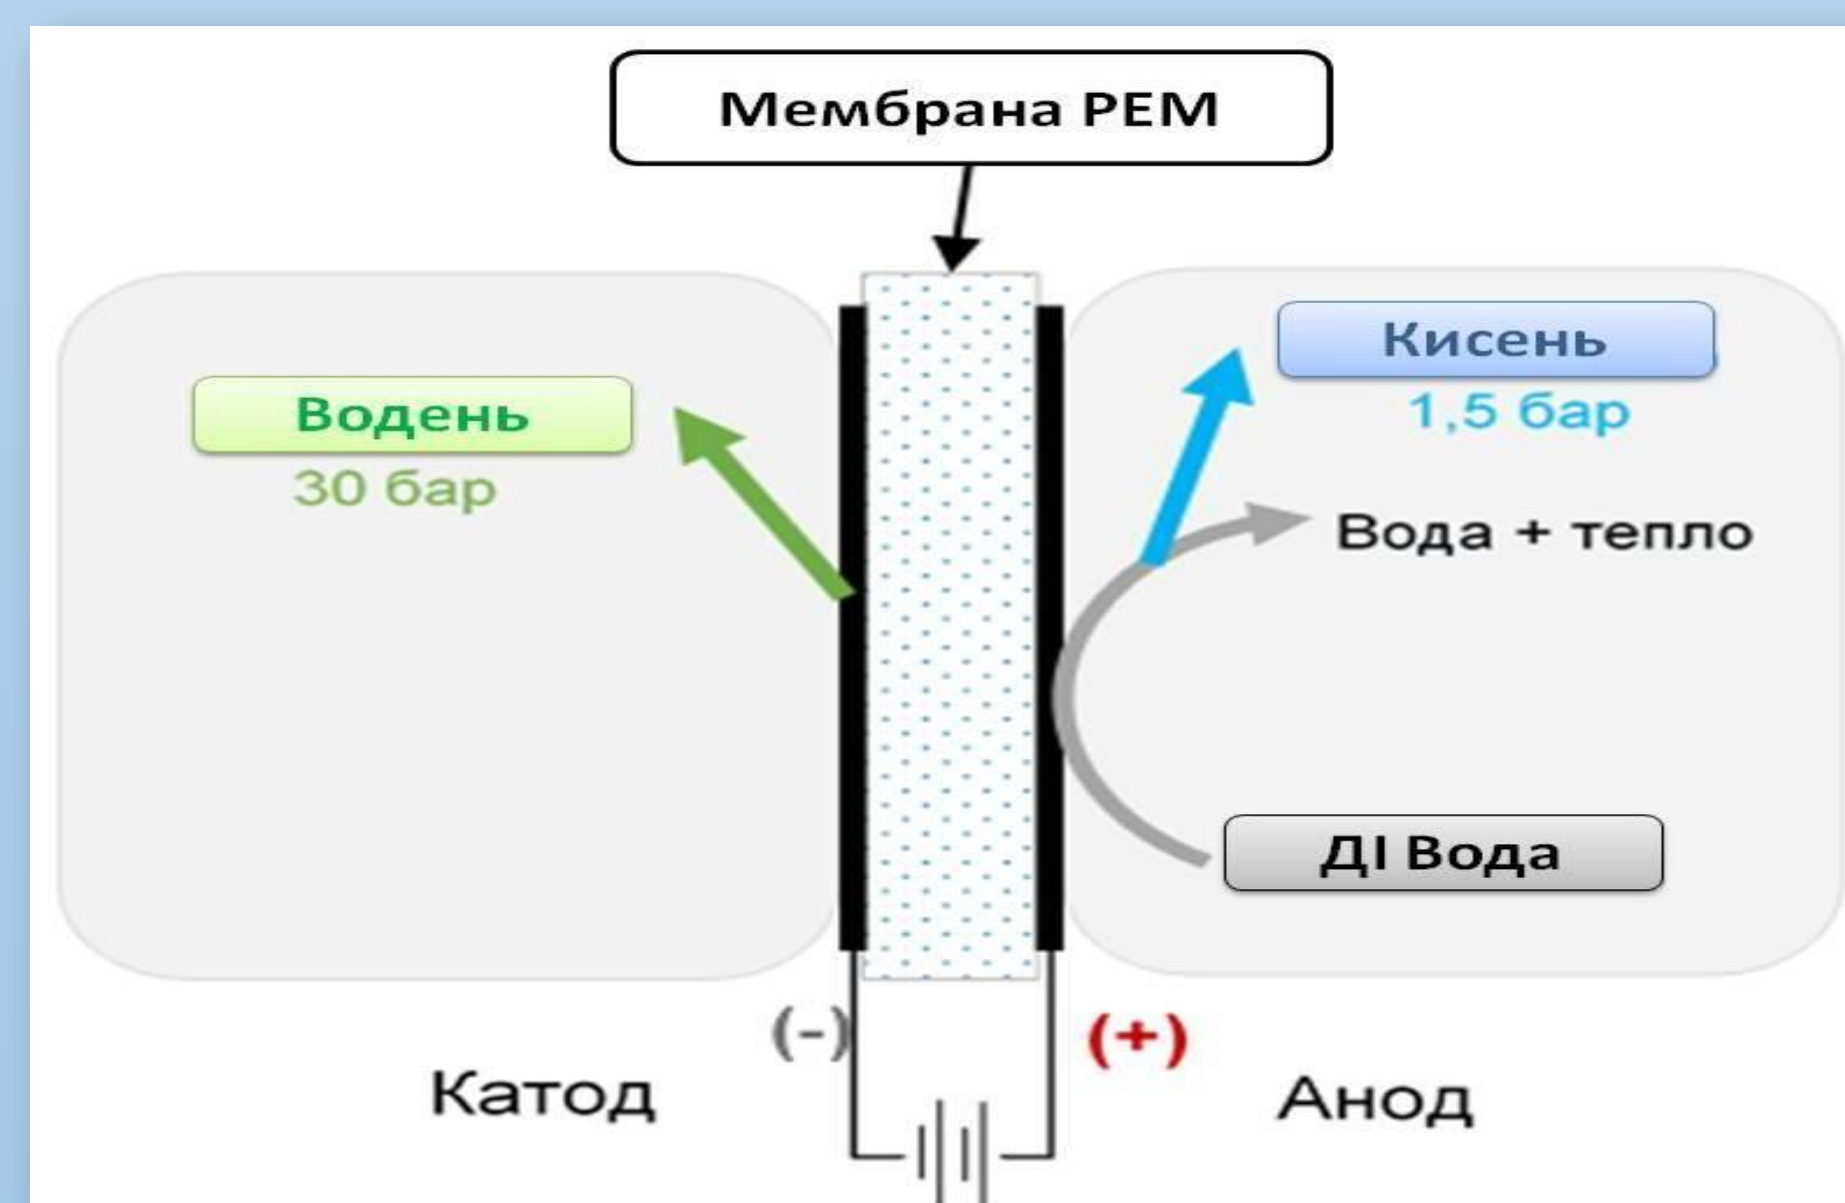 Мембрана PEM
Водень
30 бар
Кисень
1,5 бар
Вода + тепло
ДІ Вода
(-)
(+)
Катод
Анод